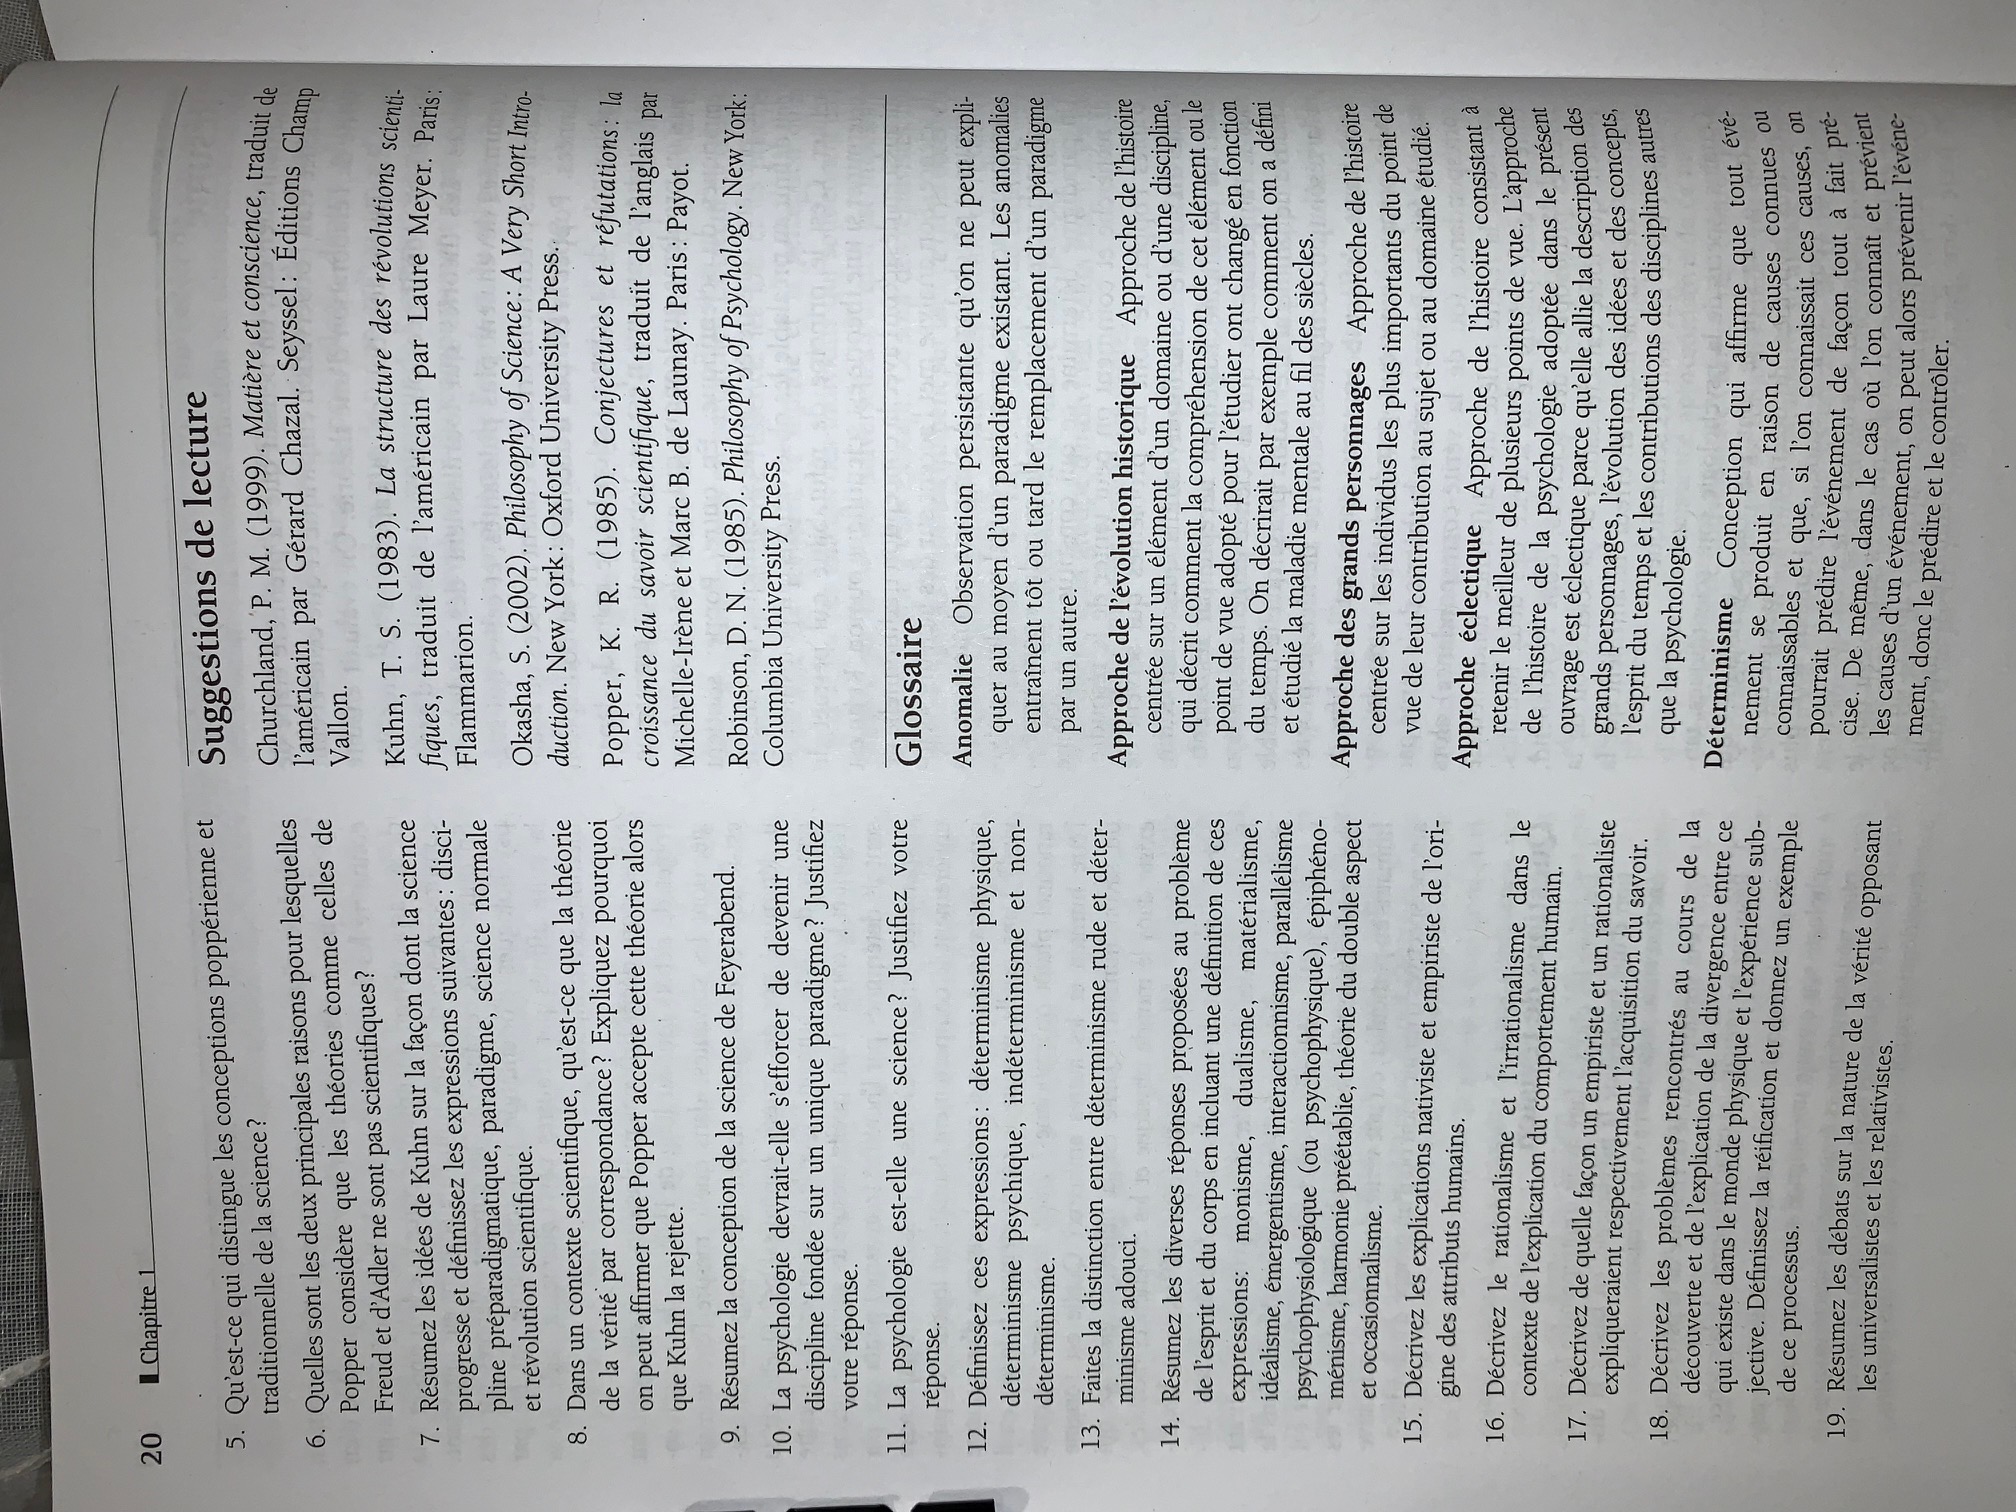 20 Chapitre 1
5. Qu'est-ce qui distingue les conceptions poppérienne et
traditionnelle de la science ?
6. Quelles sont les deux principales raisons pour lesquelles
Popper considère que les théories comme celles de
Freud et d'Adler ne sont pas scientifiques ?
7. Résumez les idées de Kuhn sur la façon dont la science
progresse et définissez les expressions suivantes : disci-
pline préparadigmatique, paradigme, science normale
et révolution scientifique.
8. Dans un contexte scientifique, qu'est-ce que la théorie
de la vérité par correspondance ? Expliquez pourquoi
on peut affirmer que Popper accepte cette théorie alors
que Kuhn la rejette.
9. Résumez la conception de la science de Feyerabend.
10. La psychologie devrait-elle s'efforcer de devenir une
discipline fondée sur un unique paradigme ? Justifiez
votre réponse.
11. La psychologie est-elle une science ? Justifiez votre
réponse.
12. Définissez ces expressions : déterminisme physique,
déterminisme psychique, indéterminisme et non-
déterminisme.
13. Faites la distinction entre déterminisme rude et déter-
minisme adouci.
14. Résumez les diverses réponses proposées au problème
de l'esprit et du corps en incluant une définition de ces
expressions: monisme, dualisme, matérialisme,
idéalisme, émergentisme, interactionnisme, parallélisme
psychophysiologique (ou psychophysique), épiphéno-
ménisme, harmonie préétablie, théorie du double aspect
et occasionnalisme.
15. Décrivez les explications nativiste et empiriste de l'ori-
gine des attributs humains.
16. Décrivez le rationalisme et l'irrationalisme dans le
contexte de l'explication du comportement humain.
17. Décrivez de quelle façon un empiriste et un rationaliste
expliqueraient respectivement l'acquisition du savoir.
18. Décrivez les problèmes rencontrés au cours de la
découverte et de l'explication de la divergence entre ce
qui existe dans le monde physique et l'expérience sub-
jective. Définissez la réification et donnez un exemple
de ce processus.
19. Résumez les débats sur la nature de la vérité opposant
les universalistes et les relativistes.
Suggestions de lecture
Churchland, P. M. (1999). Matière et conscience, traduit de
l'américain par Gérard Chazal. Seyssel : Éditions Champ
Vallon.
Kuhn, T. S. (1983). La structure des révolutions scienti-
fiques, traduit de l'américain par Laure Meyer. Paris :
Flammarion.
Okasha, S. (2002). Philosophy of Science : A Very Short Intro-
duction. New York : Oxford University Press.
Popper, K. R. (1985). Conjectures et réfutations : la
croissance du savoir scientifique, traduit de l'anglais par
Michelle-Irène et Marc B. de Launay. Paris : Payot.
Robinson, D. N. (1985). Philosophy of Psychology. New York :
Columbia University Press.
Glossaire
Anomalie Observation persistante qu'on ne peut expli-
quer au moyen d'un paradigme existant. Les anomalies
entraînent tôt ou tard le remplacement d'un paradigme
par un autre.
Approche de l'évolution historique Approche de l'histoire
centrée sur un élément d'un domaine ou d'une discipline,
qui décrit comment la compréhension de cet élément ou le
point de vue adopté pour l'étudier ont changé en fonction
du temps. On décrirait par exemple comment on a défini
et étudié la maladie mentale au fil des siècles.
Approche des grands personnages Approche de l'histoire
centrée sur les individus les plus importants du point de
vue de leur contribution au sujet ou au domaine étudié.
Approche éclectique Approche de l'histoire consistant à
retenir le meilleur de plusieurs points de vue. L'approche
de l'histoire de la psychologie adoptée dans le présent
ouvrage est éclectique parce qu'elle allie la description des
grands personnages, l'évolution des idées et des concepts,
l'esprit du temps et les contributions des disciplines autres
que la psychologie.
Déterminisme Conception qui affirme que tout évé-
nement se produit en raison de causes connues ou
connaissables et que, si l'on connaissait ces causes, on
pourrait prédire l'événement de façon tout à fait pré-
cise. De même, dans le cas où l'on connaît et prévient
les causes d'un événement, on peut alors prévenir l'événe-
ment, donc le prédire et le contrôler.